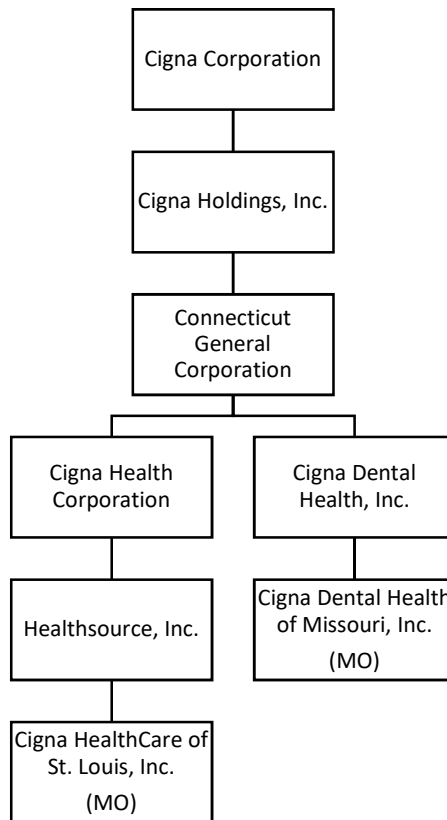 Cigna Corporation
Cigna Holdings, Inc.
Connecticut
General
Corporation
Cigna Health
Corporation
Cigna Dental
Health, Inc.
Healthsource, Inc.
Cigna Dental Health
of Missouri, Inc.
(MO)
Cigna HealthCare of
St. Louis, Inc.
(MO)